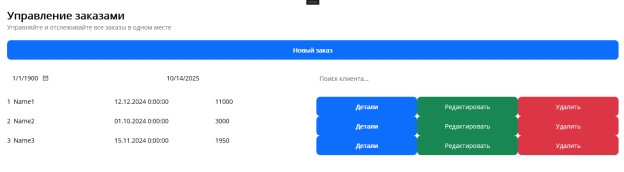 Управление заказами
Управляйте и отслеживайте все заказы в одном месте
Новый заказ
1/1/1900 10/14/2025 Поиск клиента...
1 Name1 12.12.2024 0:00:00 11000 Детали Редактировать Удалить
2 Name2 01.10.2024 0:00:00 3000 Детали Редактировать Удалить
3 Name3 15.11.2024 0:00:00 1950 Детали Редактировать Удалить